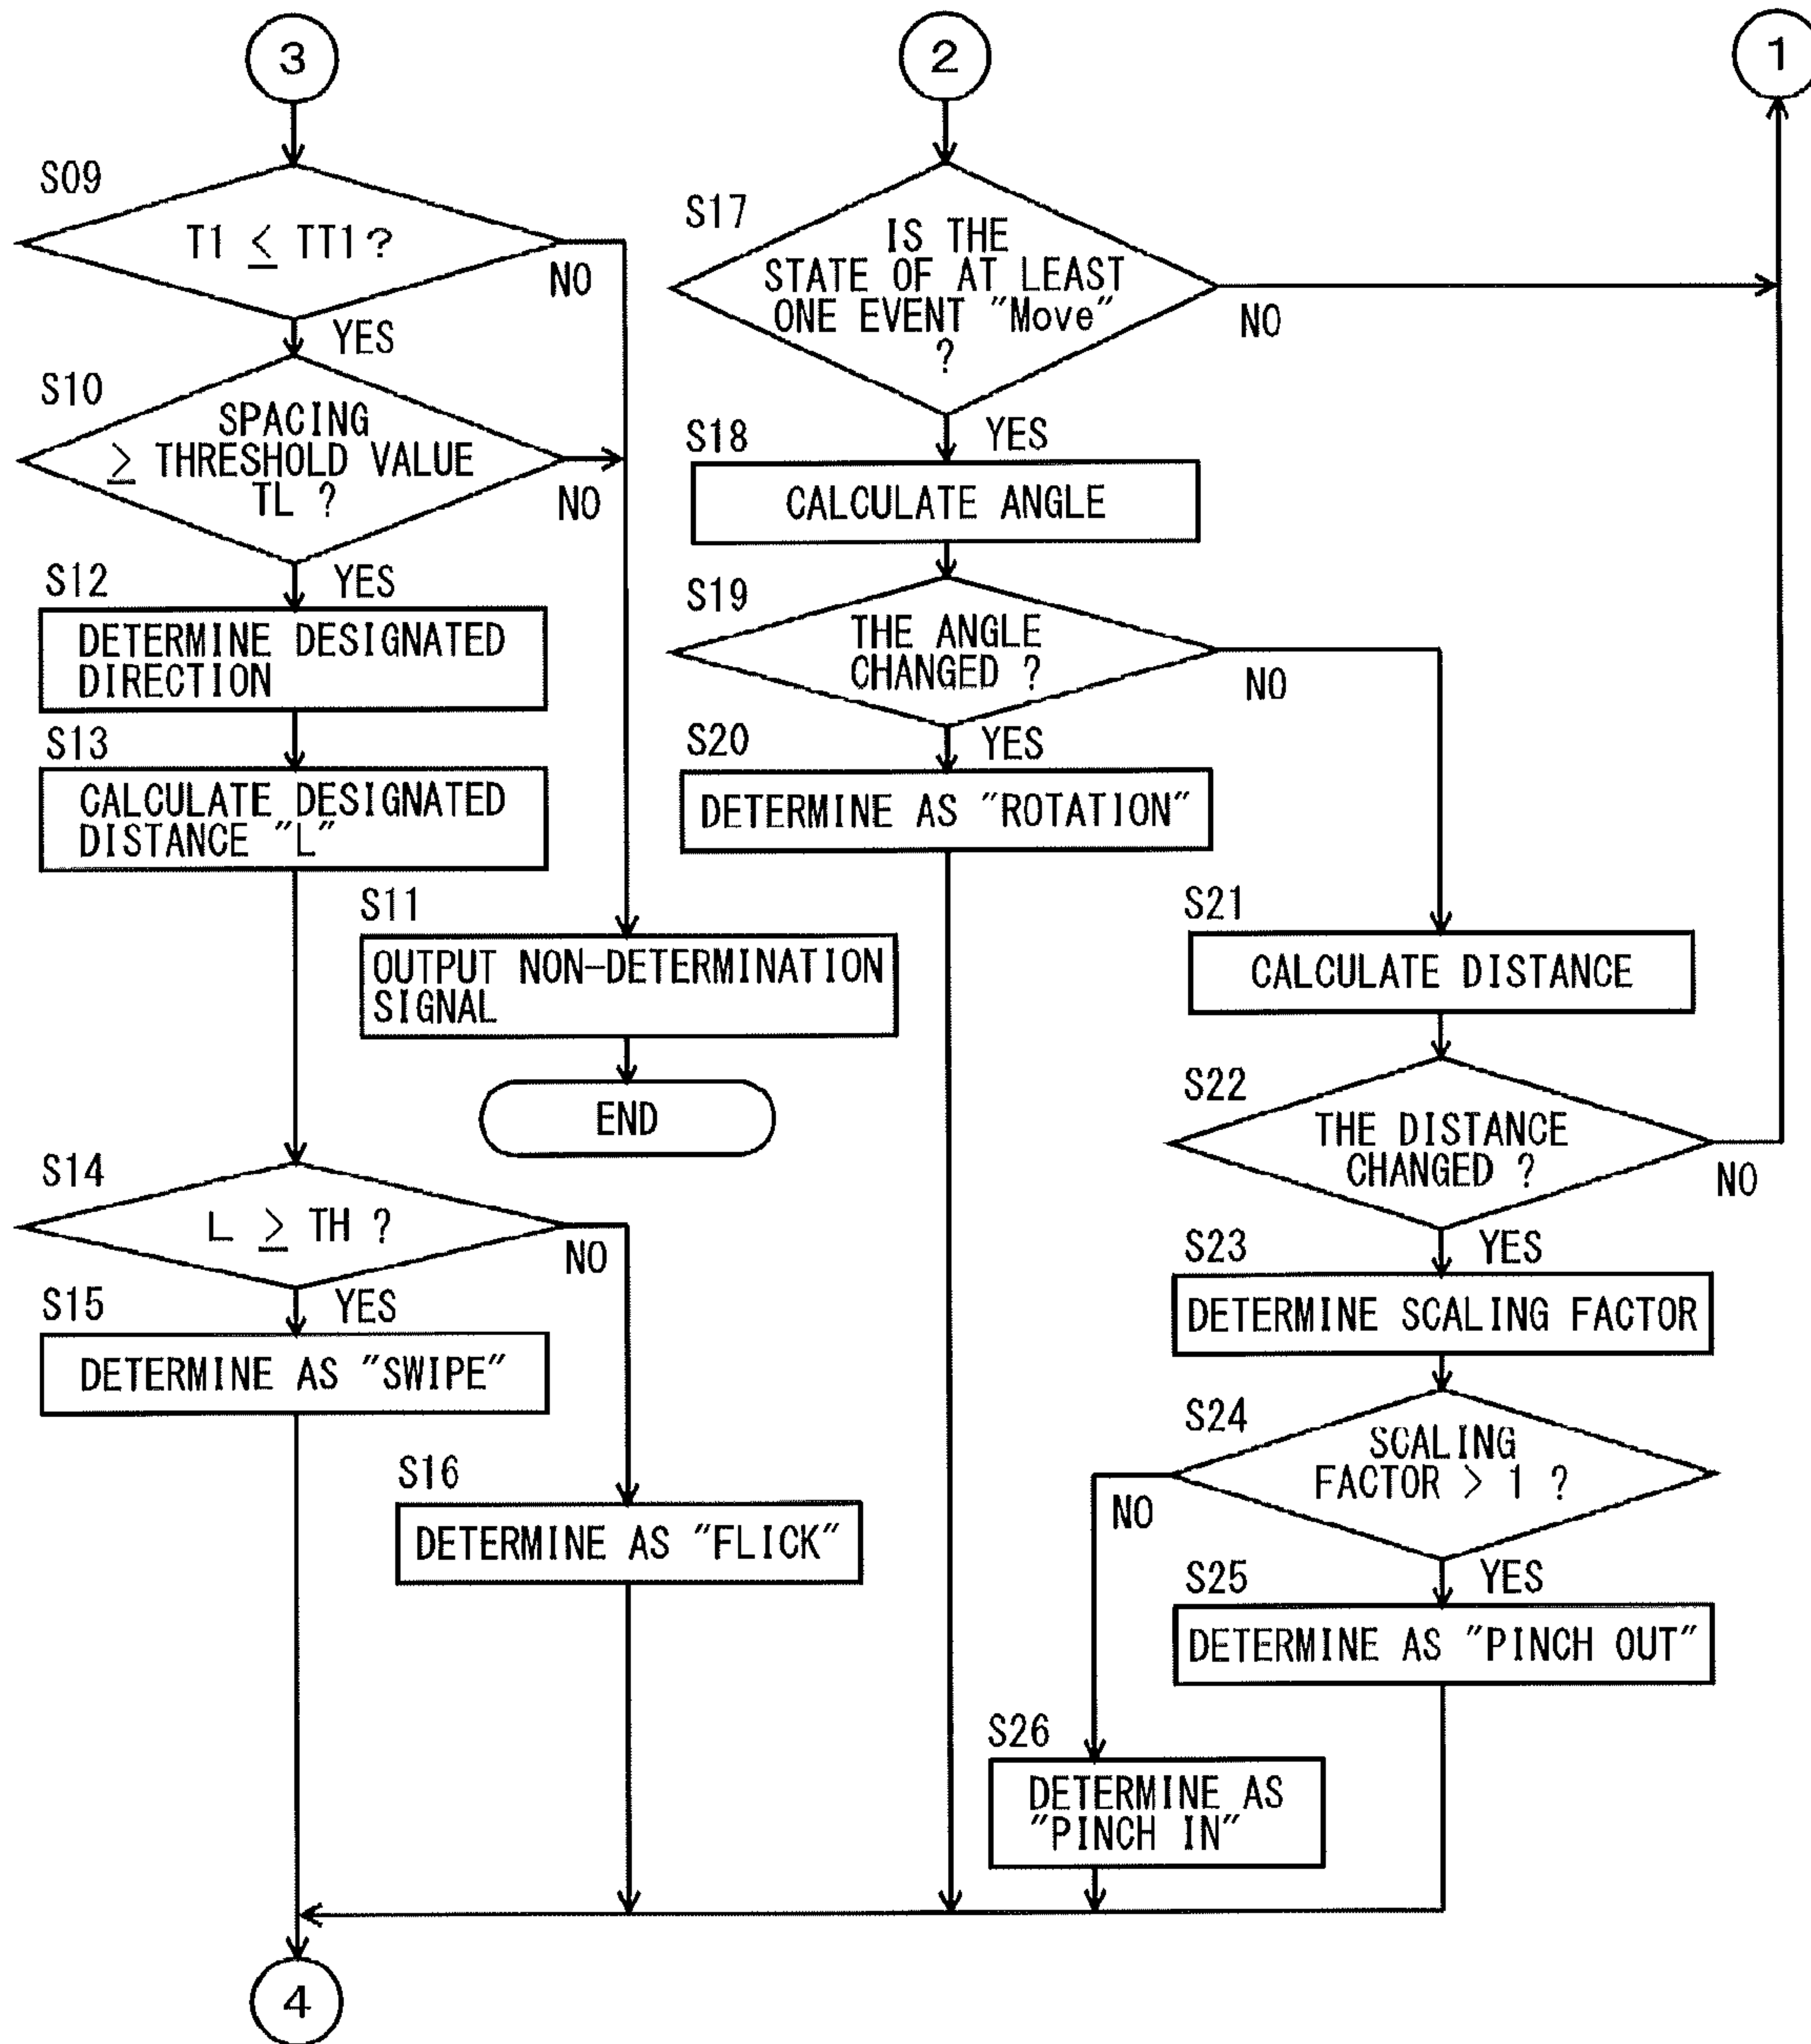 3
S09
T1 ≤ TT1?
NO
YES
S10
SPACING
≥ THRESHOLD VALUE
TL ?
NO
YES
S12
DETERMINE DESIGNATED
DIRECTION
S13
CALCULATE DESIGNATED
DISTANCE "L"
S11
OUTPUT NON-DETERMINATION
SIGNAL
END
S14
L ≥ TH ?
NO
YES
S15
DETERMINE AS "SWIPE"
S16
DETERMINE AS "FLICK"
4
2
S17
IS THE
STATE OF AT LEAST
ONE EVENT "Move"
?
NO
YES
S18
CALCULATE ANGLE
S19
THE ANGLE
CHANGED ?
NO
YES
S20
DETERMINE AS "ROTATION"
1
S21
CALCULATE DISTANCE
S22
THE DISTANCE
CHANGED ?
NO
YES
S23
DETERMINE SCALING FACTOR
S24
SCALING
FACTOR > 1 ?
NO
YES
S25
DETERMINE AS "PINCH OUT"
S26
DETERMINE AS
"PINCH IN"